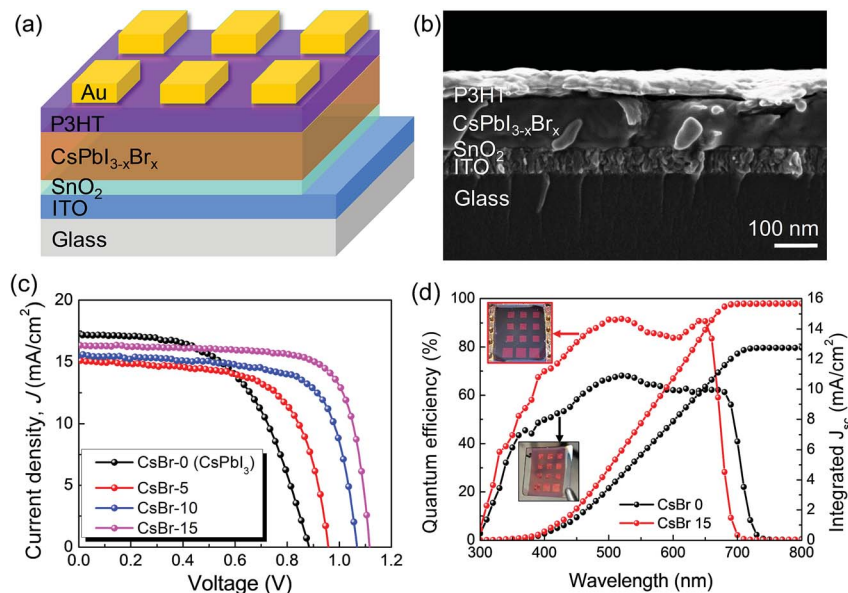 (a)
Au
P3HT
CsPbI₃₋ₓBrₓ
SnO₂
ITO
Glass
(b)
P3HT
CsPbI₃₋ₓBrₓ
SnO₂
ITO
Glass
100 nm
(c)
20
15
10
5
0
Current density, J (mA/cm²)
CsBr-0 (CsPbI₃)
CsBr-5
CsBr-10
CsBr-15
0.0 0.2 0.4 0.6 0.8 1.0 1.2
Voltage (V)
(d)
100
80
60
40
20
0
Quantum efficiency (%)
CsBr 0
CsBr 15
16
14
12
10
8
6
4
2
0
Integrated Jsc (mA/cm²)
300 400 500 600 700 800
Wavelength (nm)